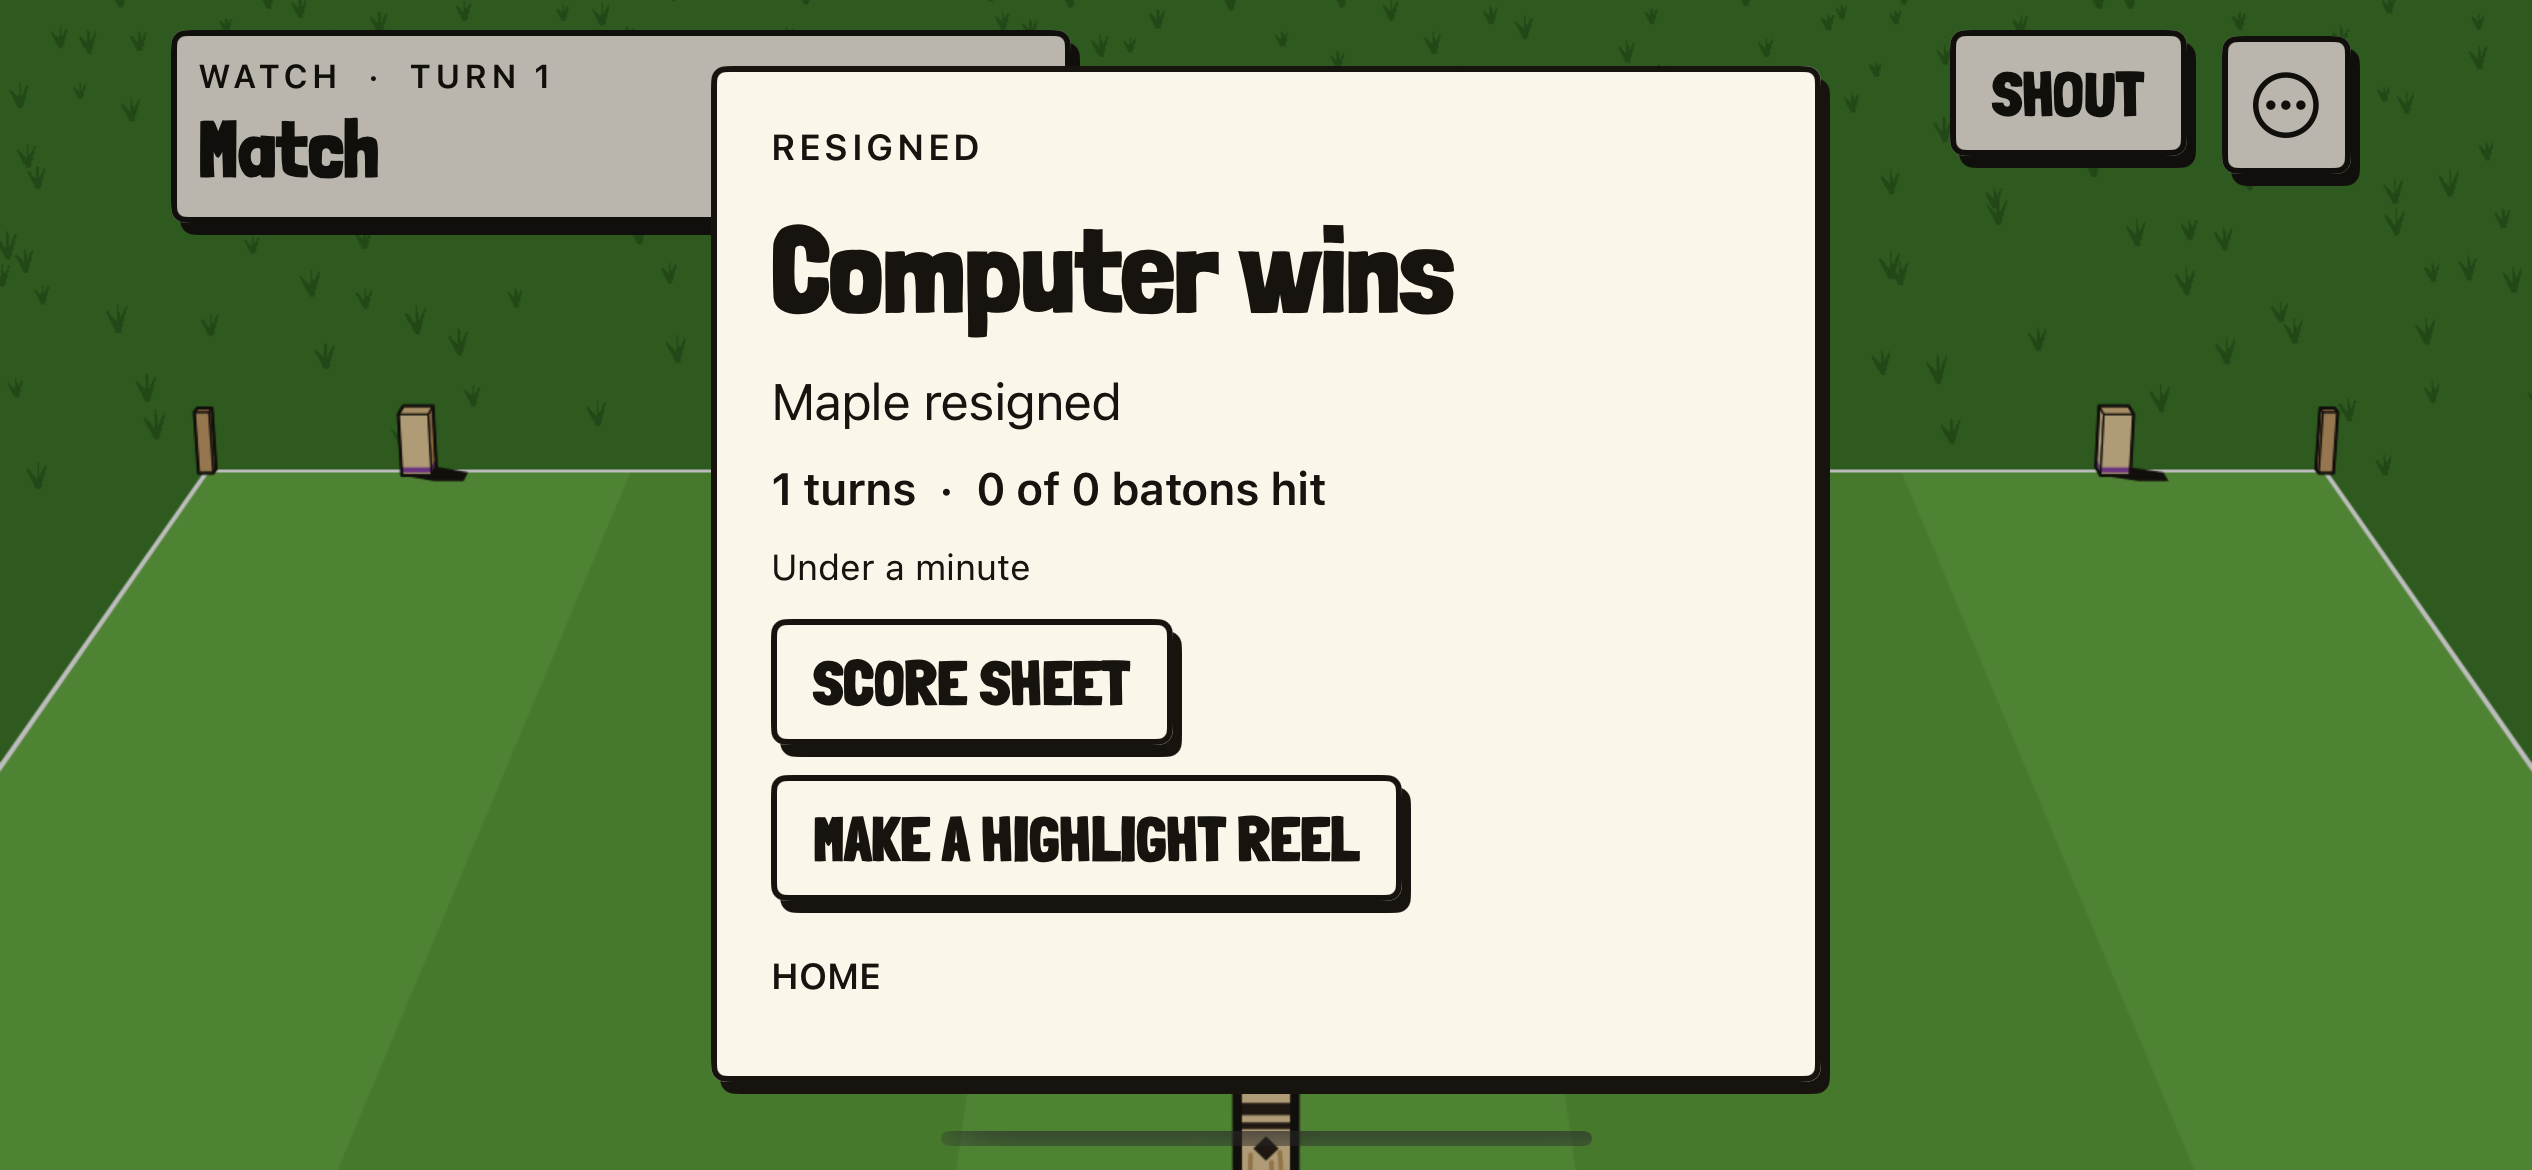 WATCH · TURN 1
Match
SHOUT
RESIGNED
Computer wins
Maple resigned
1 turns · 0 of 0 batons hit
Under a minute
SCORE SHEET
MAKE A HIGHLIGHT REEL
HOME